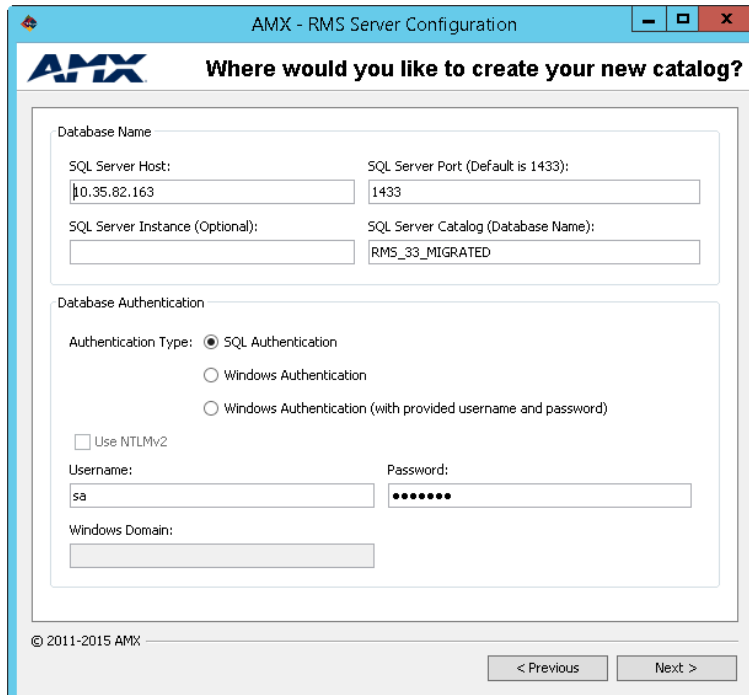 AMX - RMS Server Configuration
AMX
Where would you like to create your new catalog?
Database Name
SQL Server Host:
SQL Server Port (Default is 1433):
10.35.82.163
1433
SQL Server Instance (Optional):
SQL Server Catalog (Database Name):
RMS_33_MIGRATED
Database Authentication
Authentication Type:
SQL Authentication
Windows Authentication
Windows Authentication (with provided username and password)
Use NTLMv2
Username:
Password:
sa
•••••••
Windows Domain:
© 2011-2015 AMX
< Previous
Next >